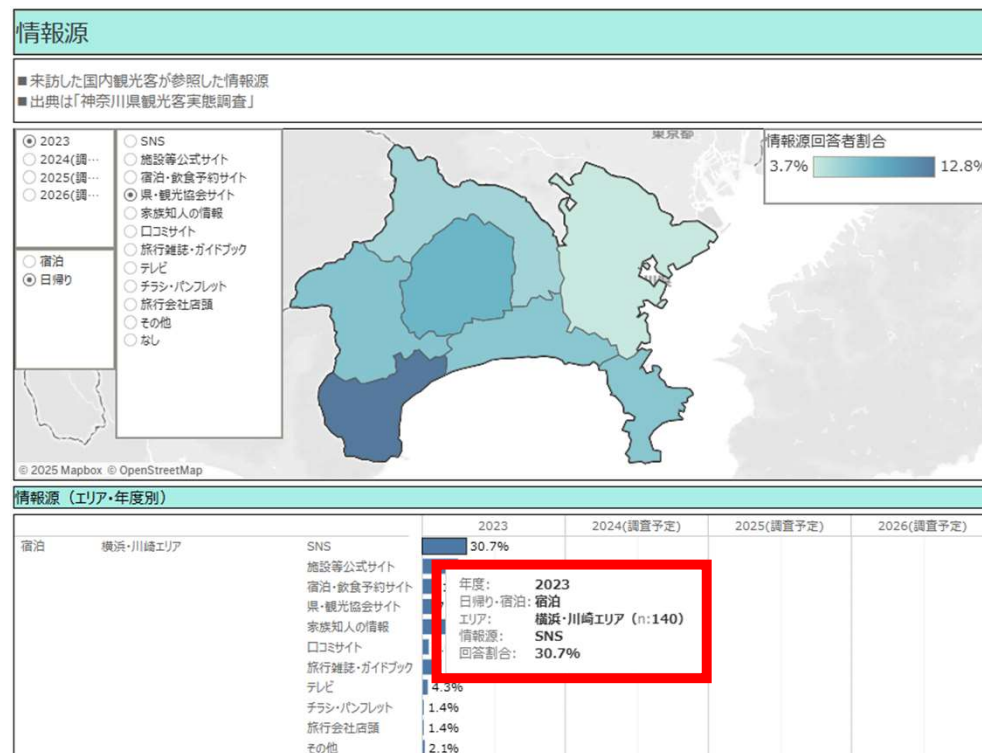 情報源
■来訪した国内観光客が参照した情報源
■出典は「神奈川県観光客実態調査」
2023
2024(調…
2025(調…
2026(調…
宿泊
日帰り
SNS
施設等公式サイト
宿泊・飲食予約サイト
県・観光協会サイト
家族知人の情報
口コミサイト
旅行雑誌・ガイドブック
テレビ
チラシ・パンフレット
旅行会社店頭
その他
なし
東京都
情報源回答者割合
3.7%
12.8%
© 2025 Mapbox © OpenStreetMap
情報源（エリア・年度別）
2023 2024(調査予定) 2025(調査予定) 2026(調査予定)
宿泊 横浜・川崎エリア SNS 30.7%
施設等公式サイト
宿泊・飲食予約サイト
県・観光協会サイト
家族知人の情報
口コミサイト
旅行雑誌・ガイドブック
テレビ 4.3%
チラシ・パンフレット 1.4%
旅行会社店頭 1.4%
その他 2.1%
年度: 2023
日帰り・宿泊: 宿泊
エリア: 横浜・川崎エリア (n:140)
情報源: SNS
回答割合: 30.7%